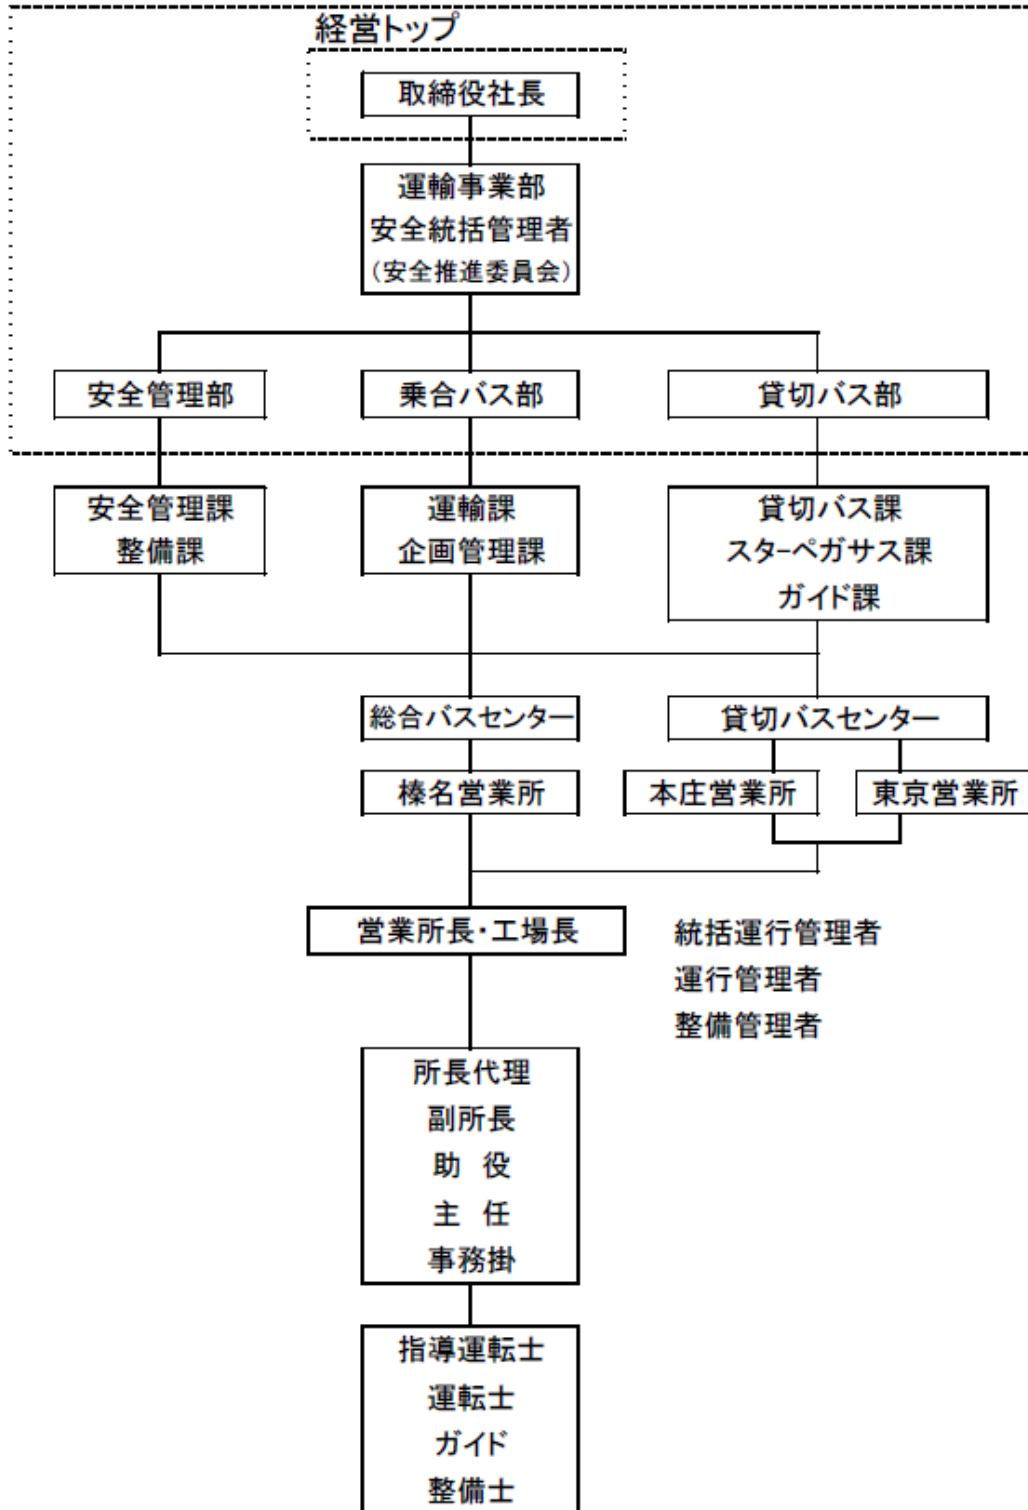 経営トップ
取締役社長
運輸事業部
安全統括管理者
(安全推進委員会)
安全管理部
乗合バス部
貸切バス部
安全管理課
整備課
運輸課
企画管理課
貸切バス課
スターペガサス課
ガイド課
総合バスセンター
貸切バスセンター
榛名営業所
本庄営業所
東京営業所
営業所長・工場長
統括運行管理者
運行管理者
整備管理者
所長代理
副所長
助 役
主 任
事務掛
指導運転士
運転士
ガイド
整備士